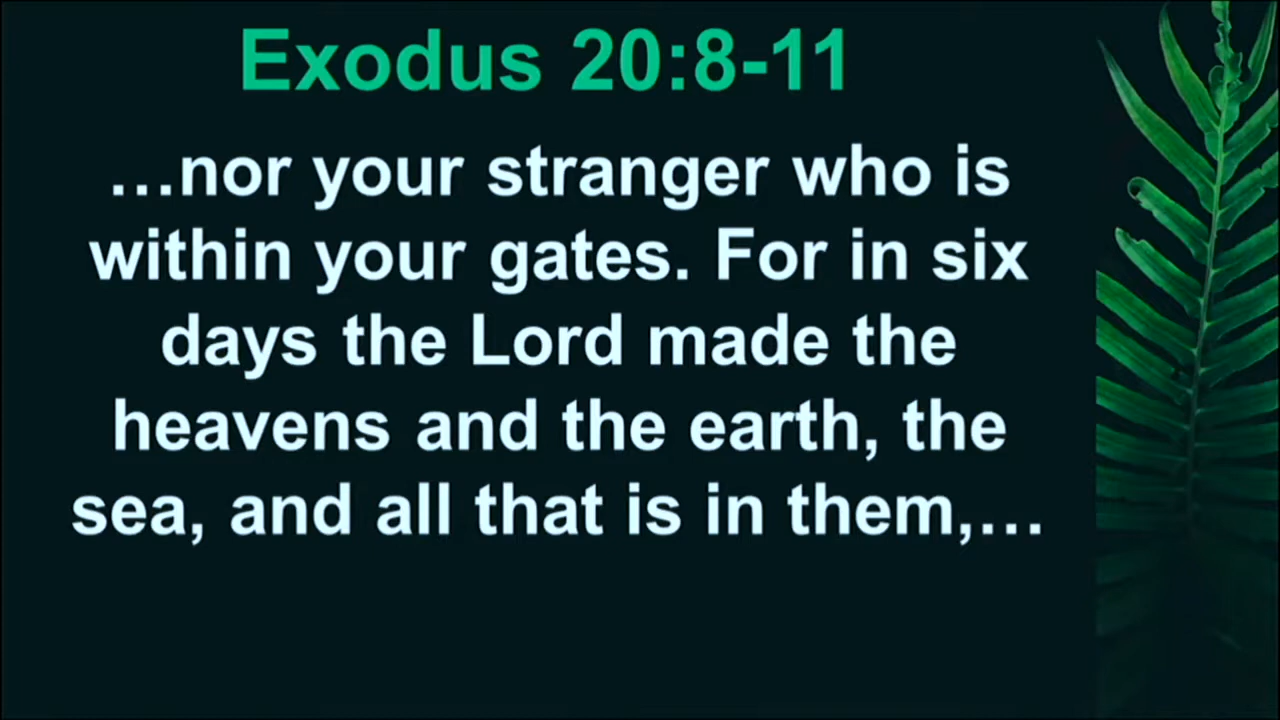 Exodus 20:8-11
…nor your stranger who is
within your gates. For in six
days the Lord made the
heavens and the earth, the
sea, and all that is in them,…